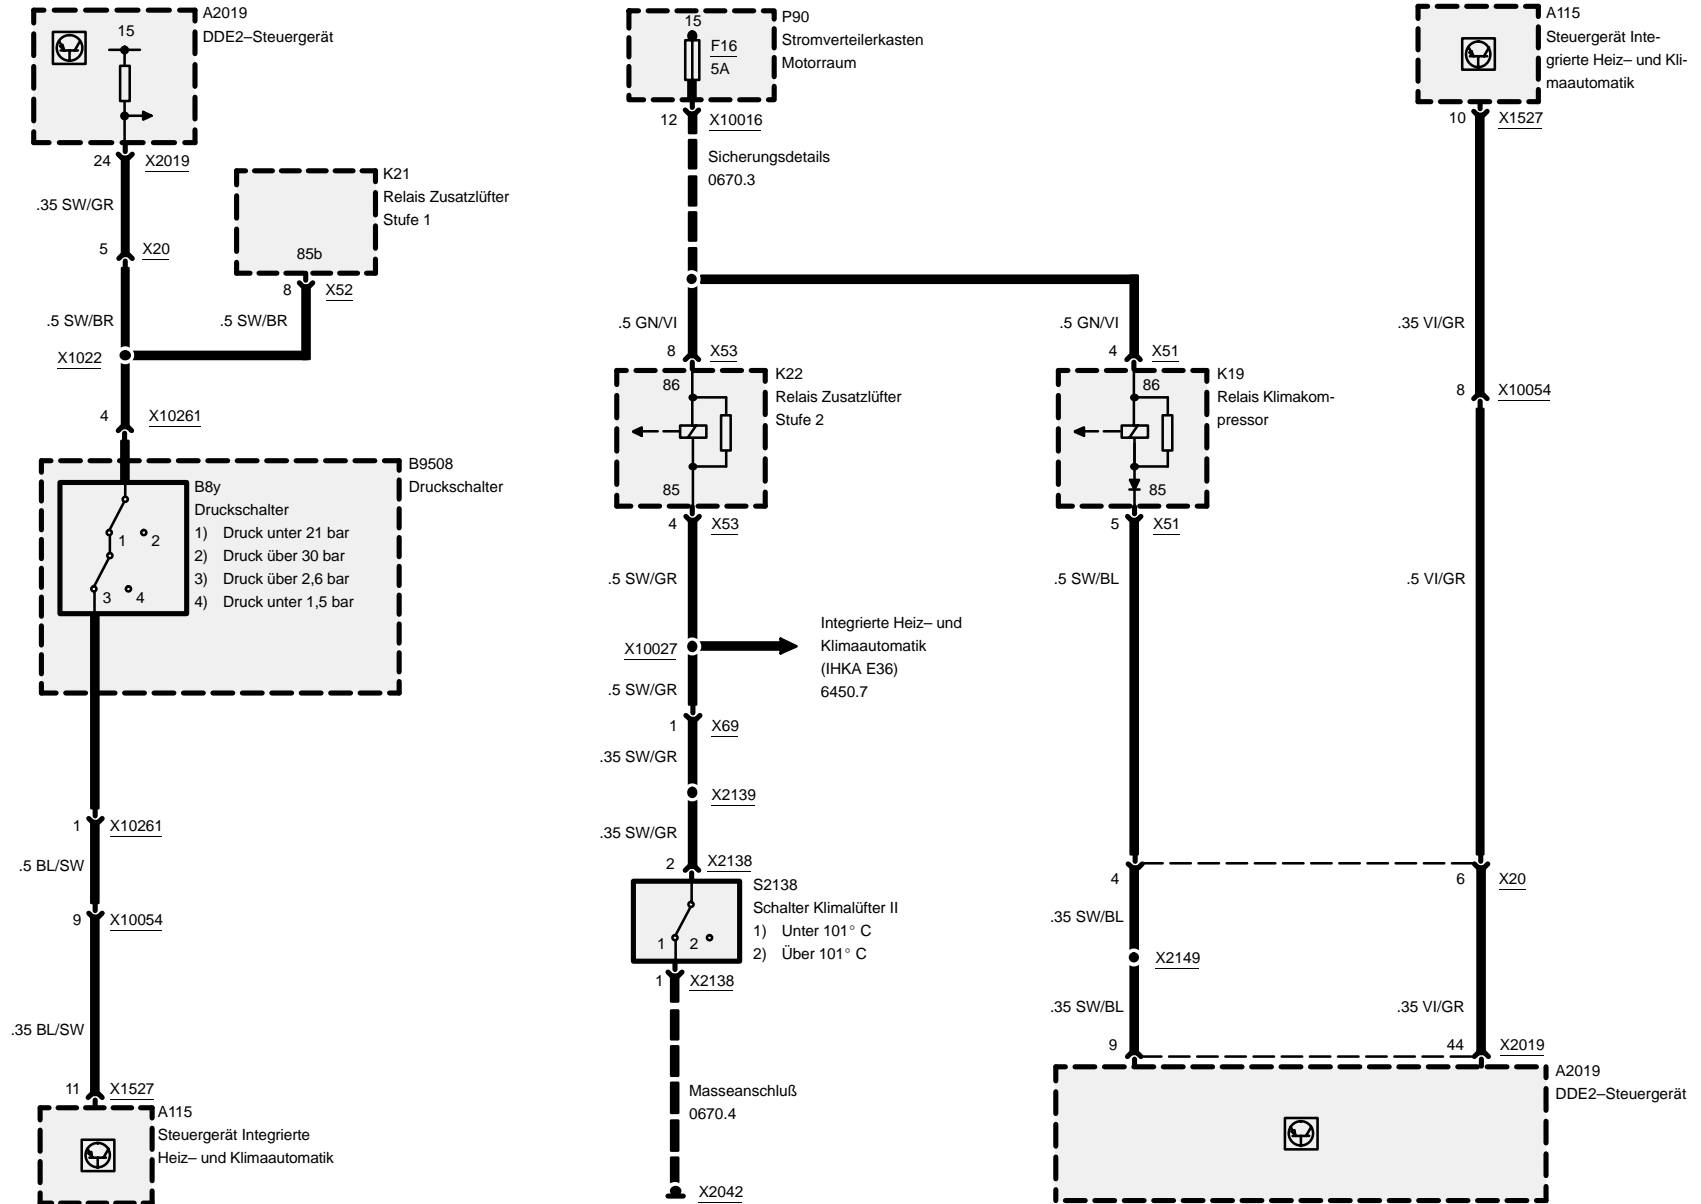 A2019
DDE2–Steuergerät
15
24 X2019
.35 SW/GR
5 X20
K21
Relais Zusatzlüfter
Stufe 1
85b
8 X52
.5 SW/BR
.5 SW/BR
X1022
4 X10261
B9508
Druckschalter
B8y
Druckschalter
1) Druck unter 21 bar
2) Druck über 30 bar
3) Druck über 2,6 bar
4) Druck unter 1,5 bar
1 2
3 4
1 X10261
.5 BL/SW
9 X10054
.35 BL/SW
11 X1527
A115
Steuergerät Integrierte
Heiz– und Klimaautomatik
P90
Stromverteilerkasten
Motorraum
15
F16
5A
12 X10016
Sicherungsdetails
0670.3
.5 GN/VI
8 X53
K22
Relais Zusatzlüfter
Stufe 2
86
85
4 X53
.5 SW/GR
X10027
Integrierte Heiz– und
Klimaautomatik
(IHKA E36)
6450.7
.5 SW/GR
1 X69
.35 SW/GR
X2139
.35 SW/GR
2 X2138
S2138
Schalter Klimalüfter II
1) Unter 101° C
2) Über 101° C
1 2
1 X2138
Masseanschluß
0670.4
X2042
.5 GN/VI
4 X51
K19
Relais Klimakom-
pressor
86
85
5 X51
.5 SW/BL
4
.35 SW/BL
X2149
.35 SW/BL
9
A115
Steuergerät Inte-
grierte Heiz– und Kli-
maautomatik
10 X1527
.35 VI/GR
8 X10054
.5 VI/GR
6 X20
.35 VI/GR
44 X2019
A2019
DDE2–Steuergerät